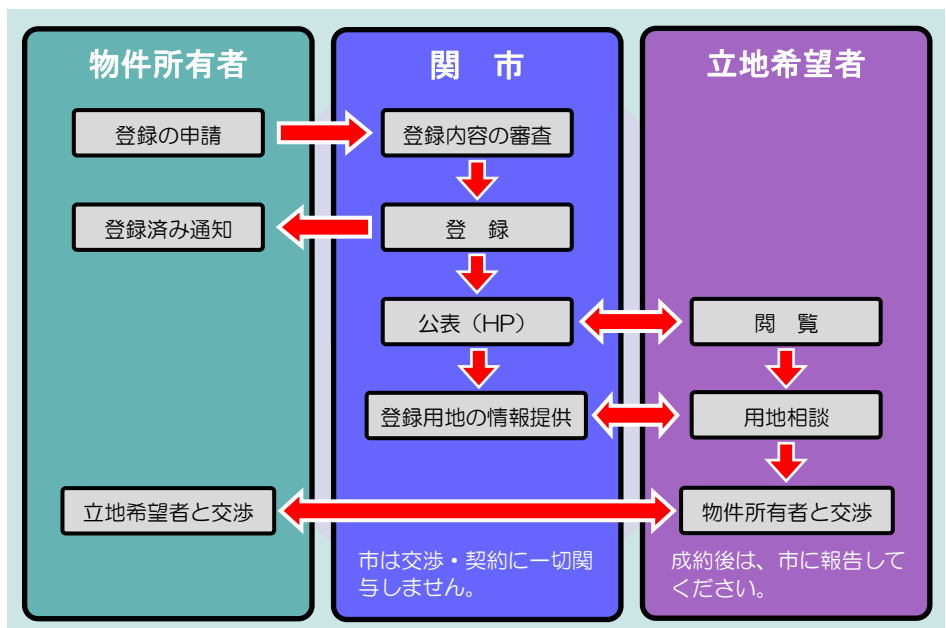 物件所有者
関　市
立地希望者
登録の申請
登録内容の審査
登録済み通知
登　録
公表（HP）
閲　覧
登録用地の情報提供
用地相談
立地希望者と交渉
物件所有者と交渉
市は交渉・契約に一切関
与しません。
成約後は、市に報告して
ください。